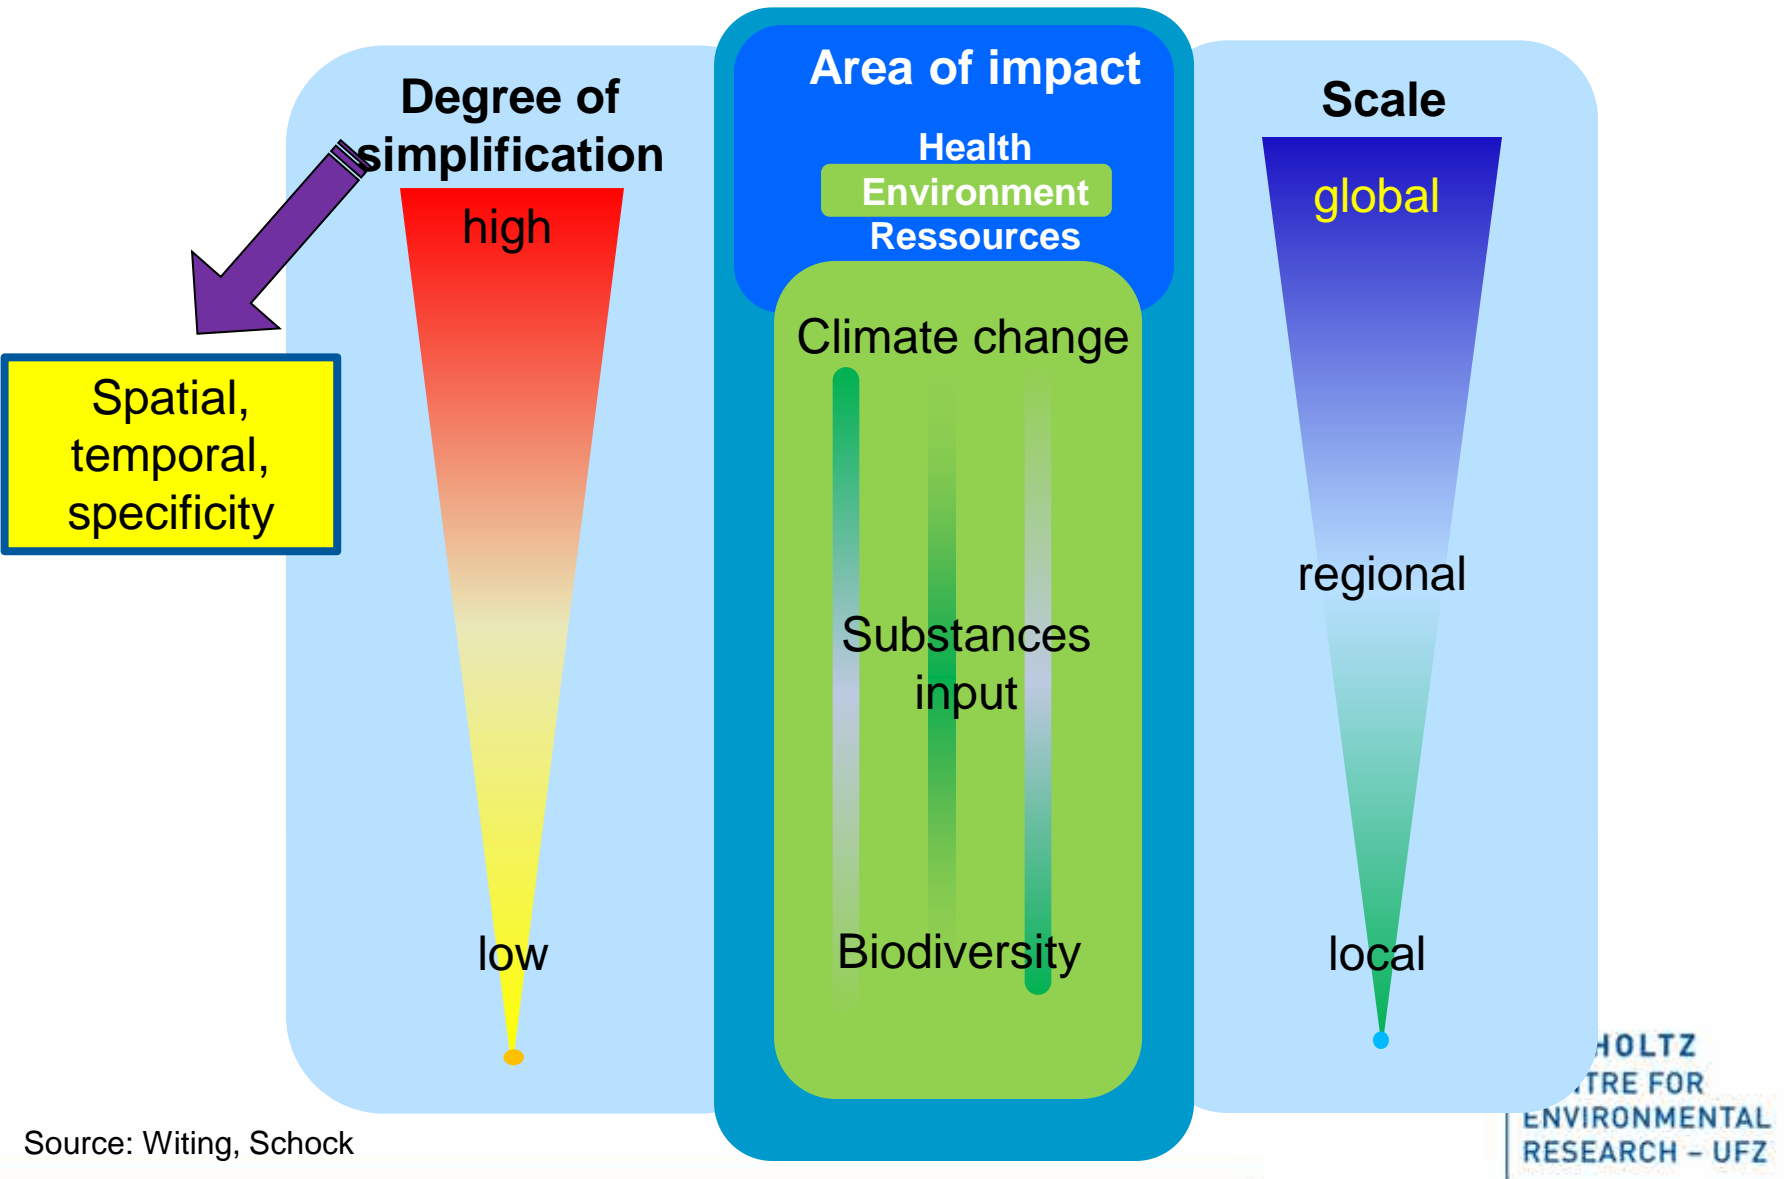 Degree of
simplification
high
low
Spatial,
temporal,
specificity
Area of impact
Health
Environment
Ressources
Climate change
Substances
input
Biodiversity
Scale
global
regional
local
Source: Witing, Schock
HOLTZ
TRE FOR
ENVIRONMENTAL
RESEARCH – UFZ